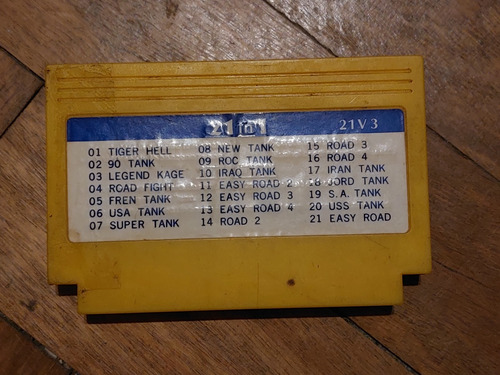 21 in 1
21V3
01 TIGER HELL
02 90 TANK
03 LEGEND KAGE
04 ROAD FIGHT
05 FREN TANK
06 USA TANK
07 SUPER TANK
08 NEW TANK
09 ROC TANK
10 IRAQ TANK
11 EASY ROAD 2
12 EASY ROAD 3
13 EASY ROAD 4
14 ROAD 2
15 ROAD 3
16 ROAD 4
17 IRAN TANK
18 JORD TANK
19 S.A. TANK
20 USS TANK
21 EASY ROAD